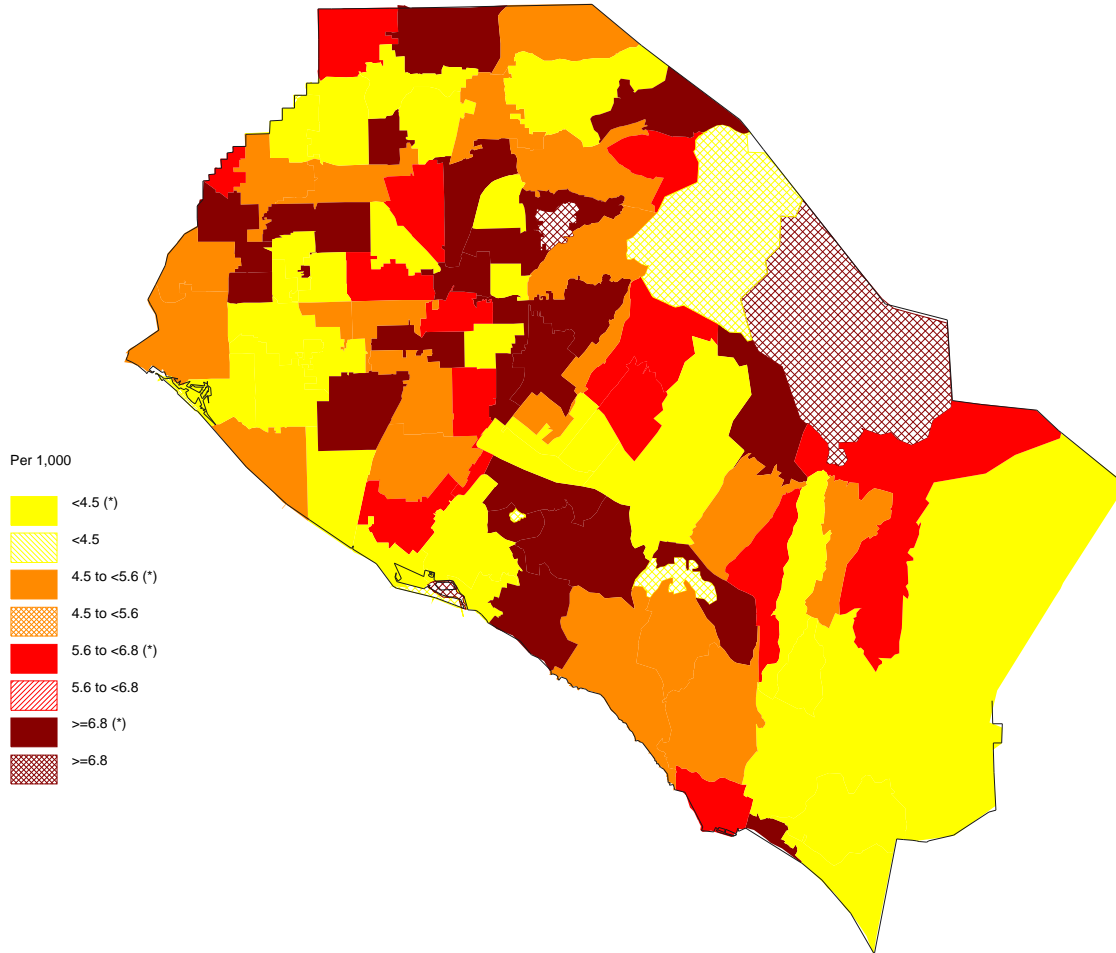 Per 1,000
<4.5 (*)
<4.5
4.5 to <5.6 (*)
4.5 to <5.6
5.6 to <6.8 (*)
5.6 to <6.8
>=6.8 (*)
>=6.8